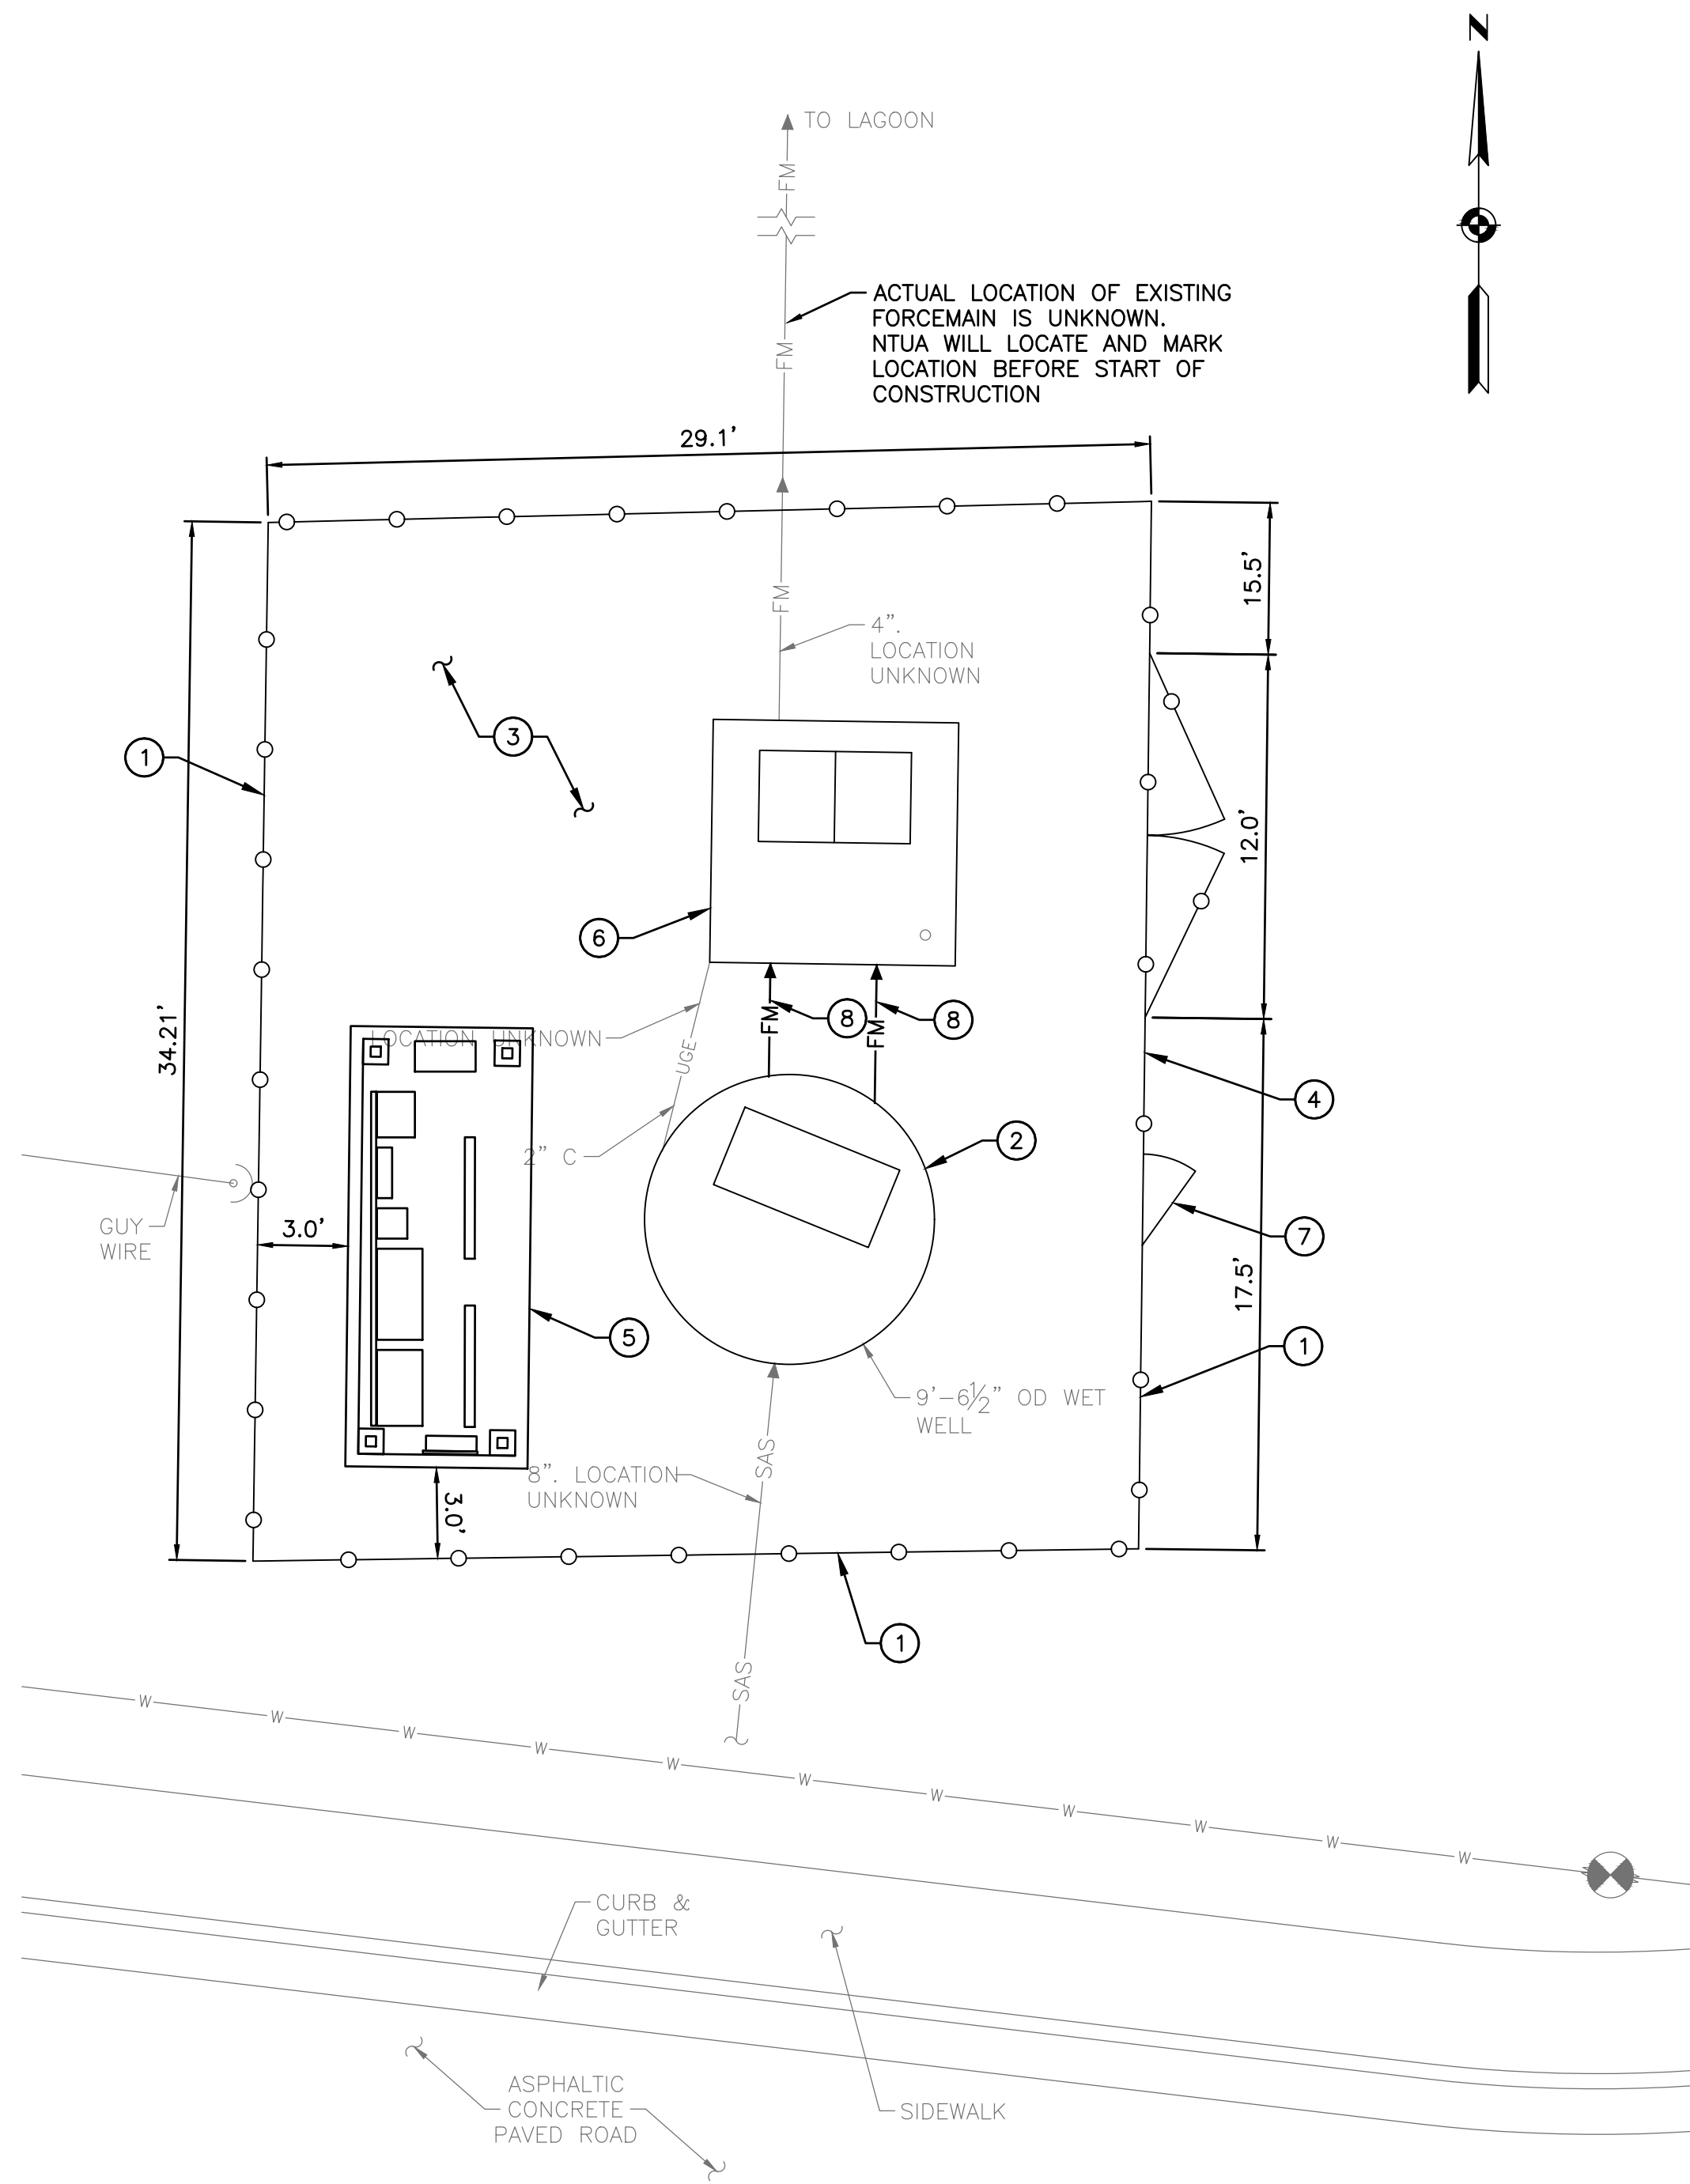 N
TO LAGOON
FM
ACTUAL LOCATION OF EXISTING
FORCEMAIN IS UNKNOWN.
NTUA WILL LOCATE AND MARK
LOCATION BEFORE START OF
CONSTRUCTION
FM
29.1'
15.5'
FM
4".
LOCATION
UNKNOWN
3
1
12.0'
6
34.21'
8
8
FM
FM
LOCATION UNKNOWN
UGE
4
2
2" C
GUY
WIRE
3.0'
7
17.5'
5
1
9'-6½" OD WET
WELL
SAS
8". LOCATION
UNKNOWN
3.0'
1
SAS
W
W
W
W
W
W
W
W
W
W
W
CURB &
GUTTER
ASPHALTIC
CONCRETE
PAVED ROAD
SIDEWALK